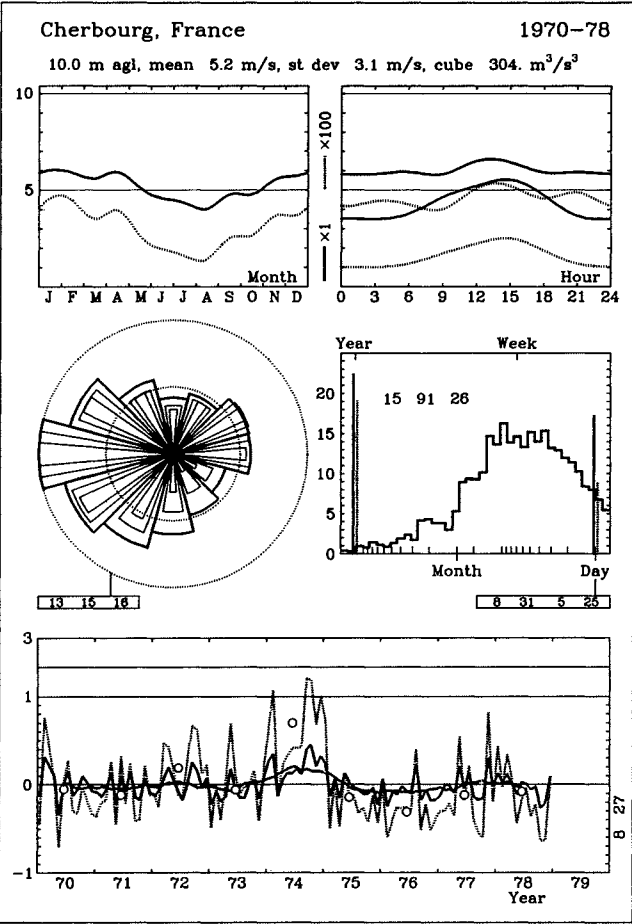 Cherbourg, France 1970-78
10.0 m agl, mean 5.2 m/s, st dev 3.1 m/s, cube 304. m³/s³
10
5
Month
J F M A M J J A S O N D
×100
×1
Hour
0 3 6 9 12 15 18 21 24
Year Week
20
15
10
5
0
15 91 26
Month Day
13 15 16
8 31 5 25
3
1
0
-1
70 71 72 73 74 75 76 77 78 79
Year
8 27